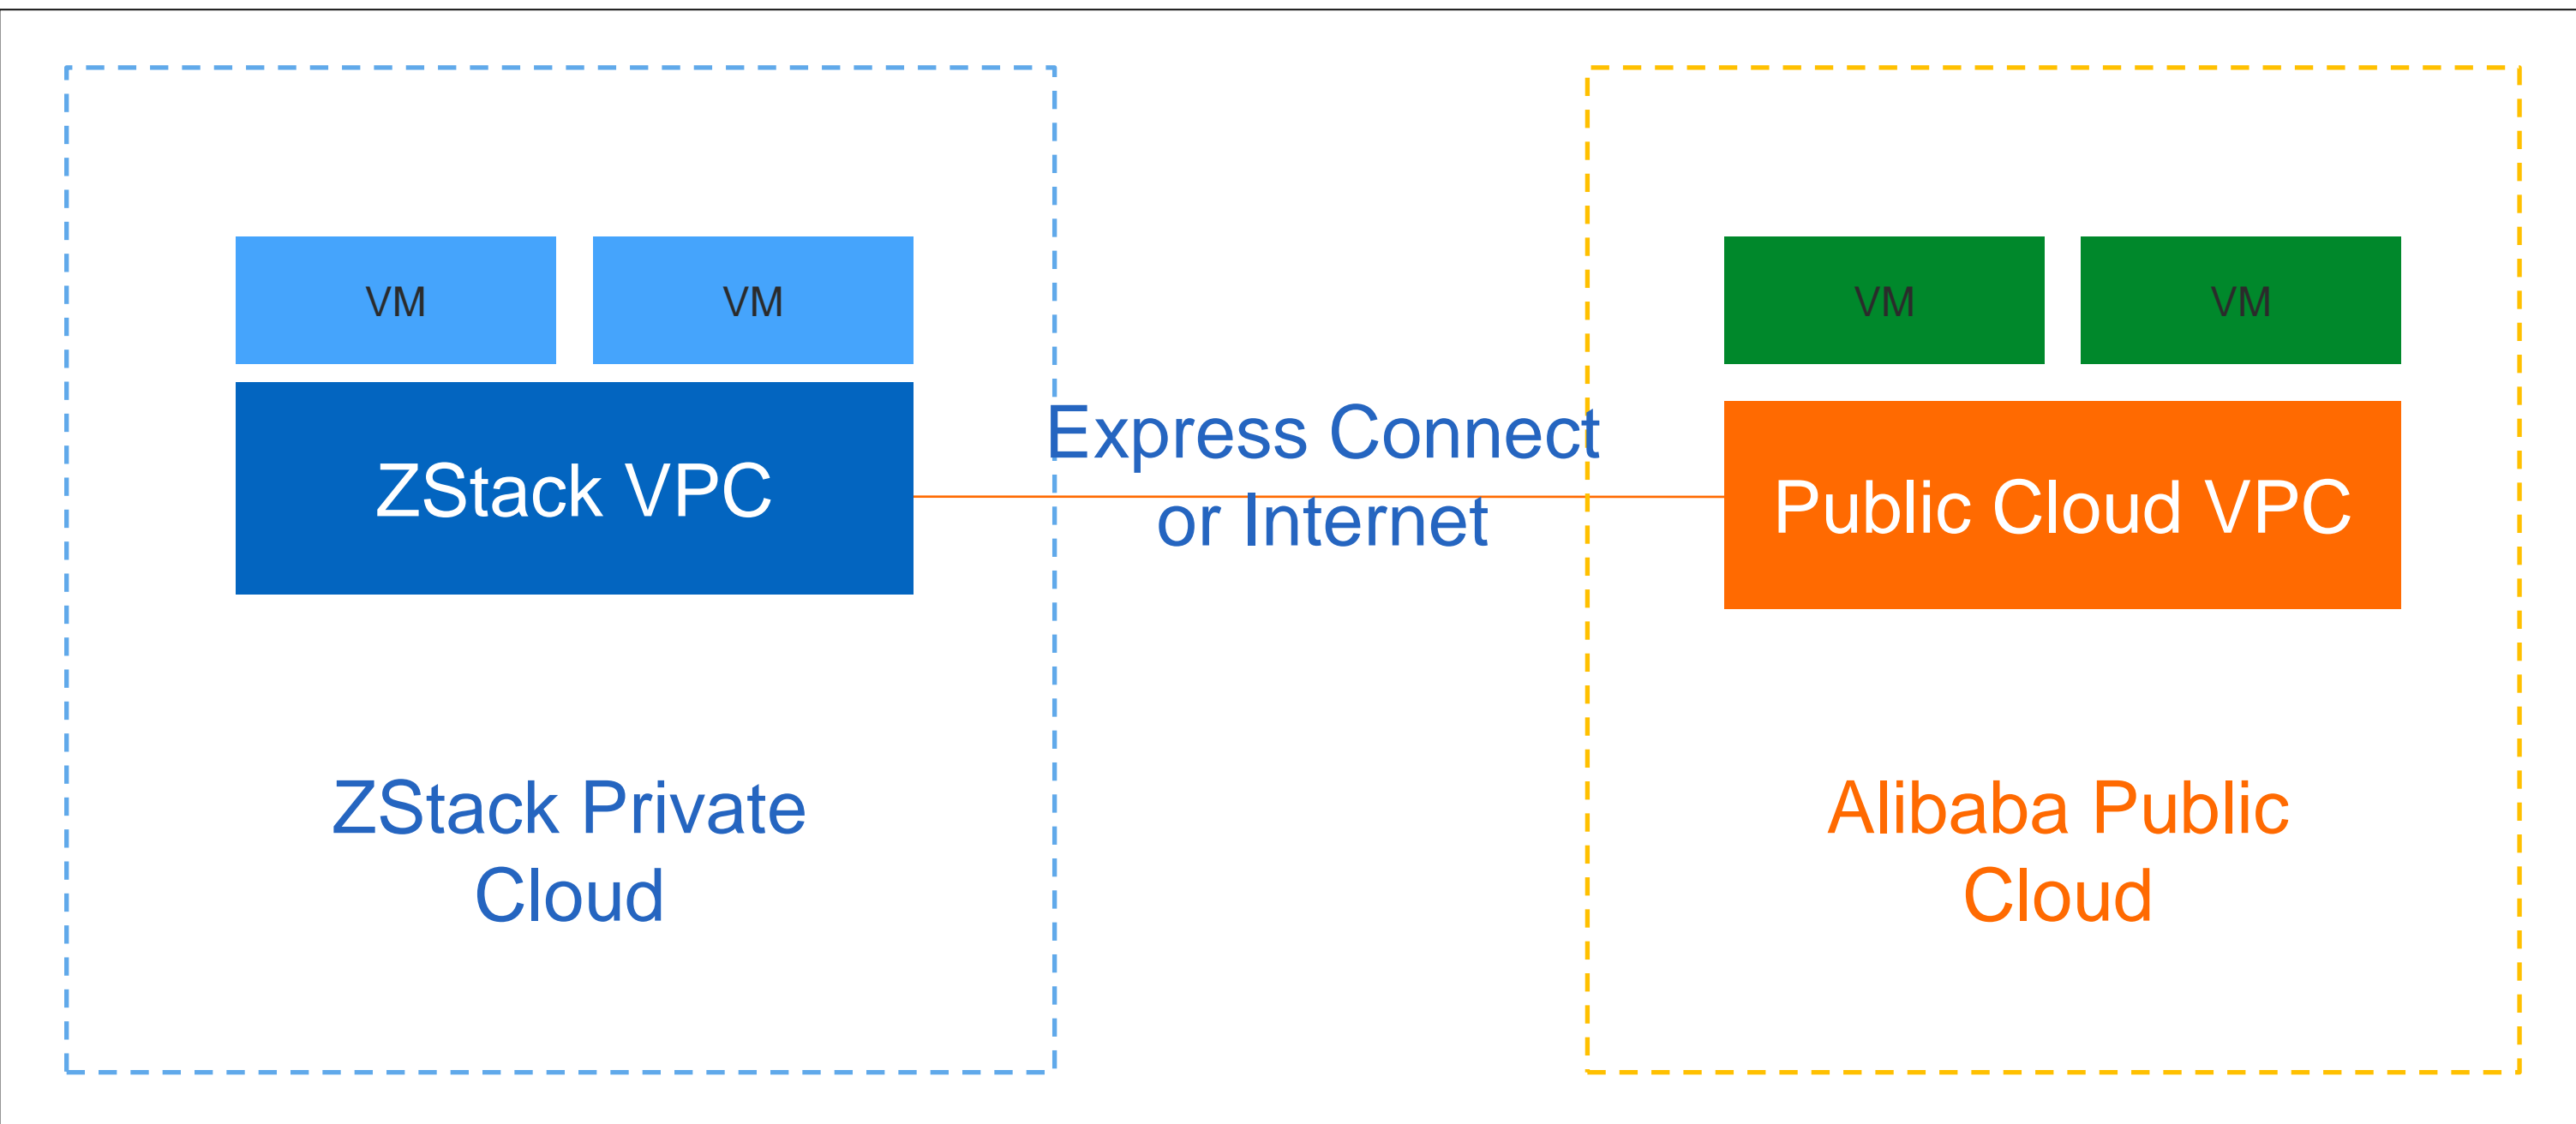 VM
VM
ZStack VPC
ZStack Private
Cloud
Express Connect
or Internet
VM
VM
Public Cloud VPC
Alibaba Public
Cloud